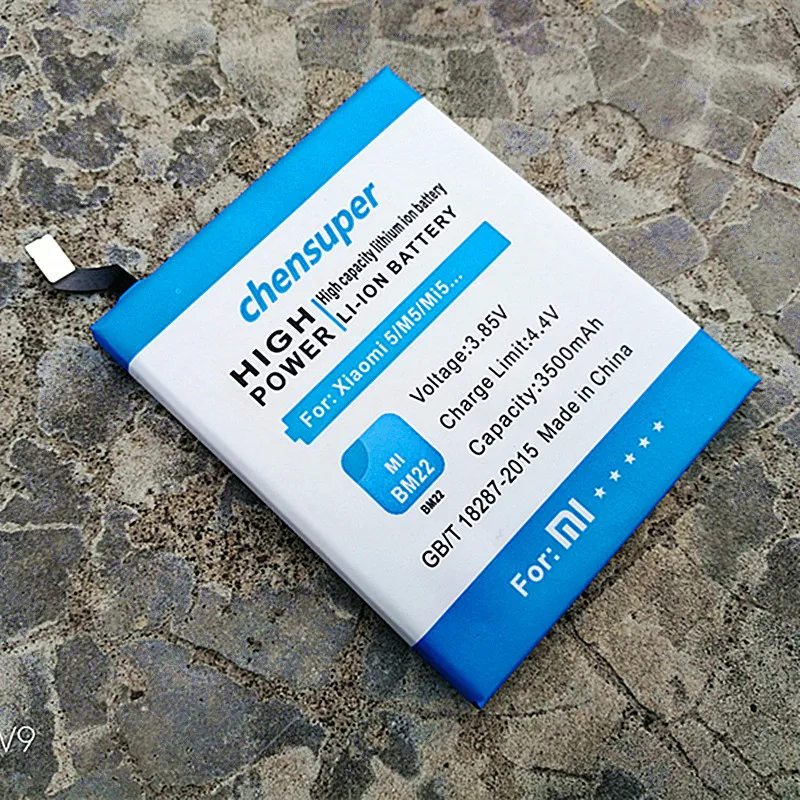 chensuper
HIGH POWER
High capacity lithium ion battery
LI-ION BATTERY
For: Xiaomi 5/M5/Mi5...
MI
BM22
BM22
Voltage:3.85V
Charge Limit:4.4V
Capacity:3500mAh
GB/T 18287-2015 Made in China
For: MI
★★★★★
V9